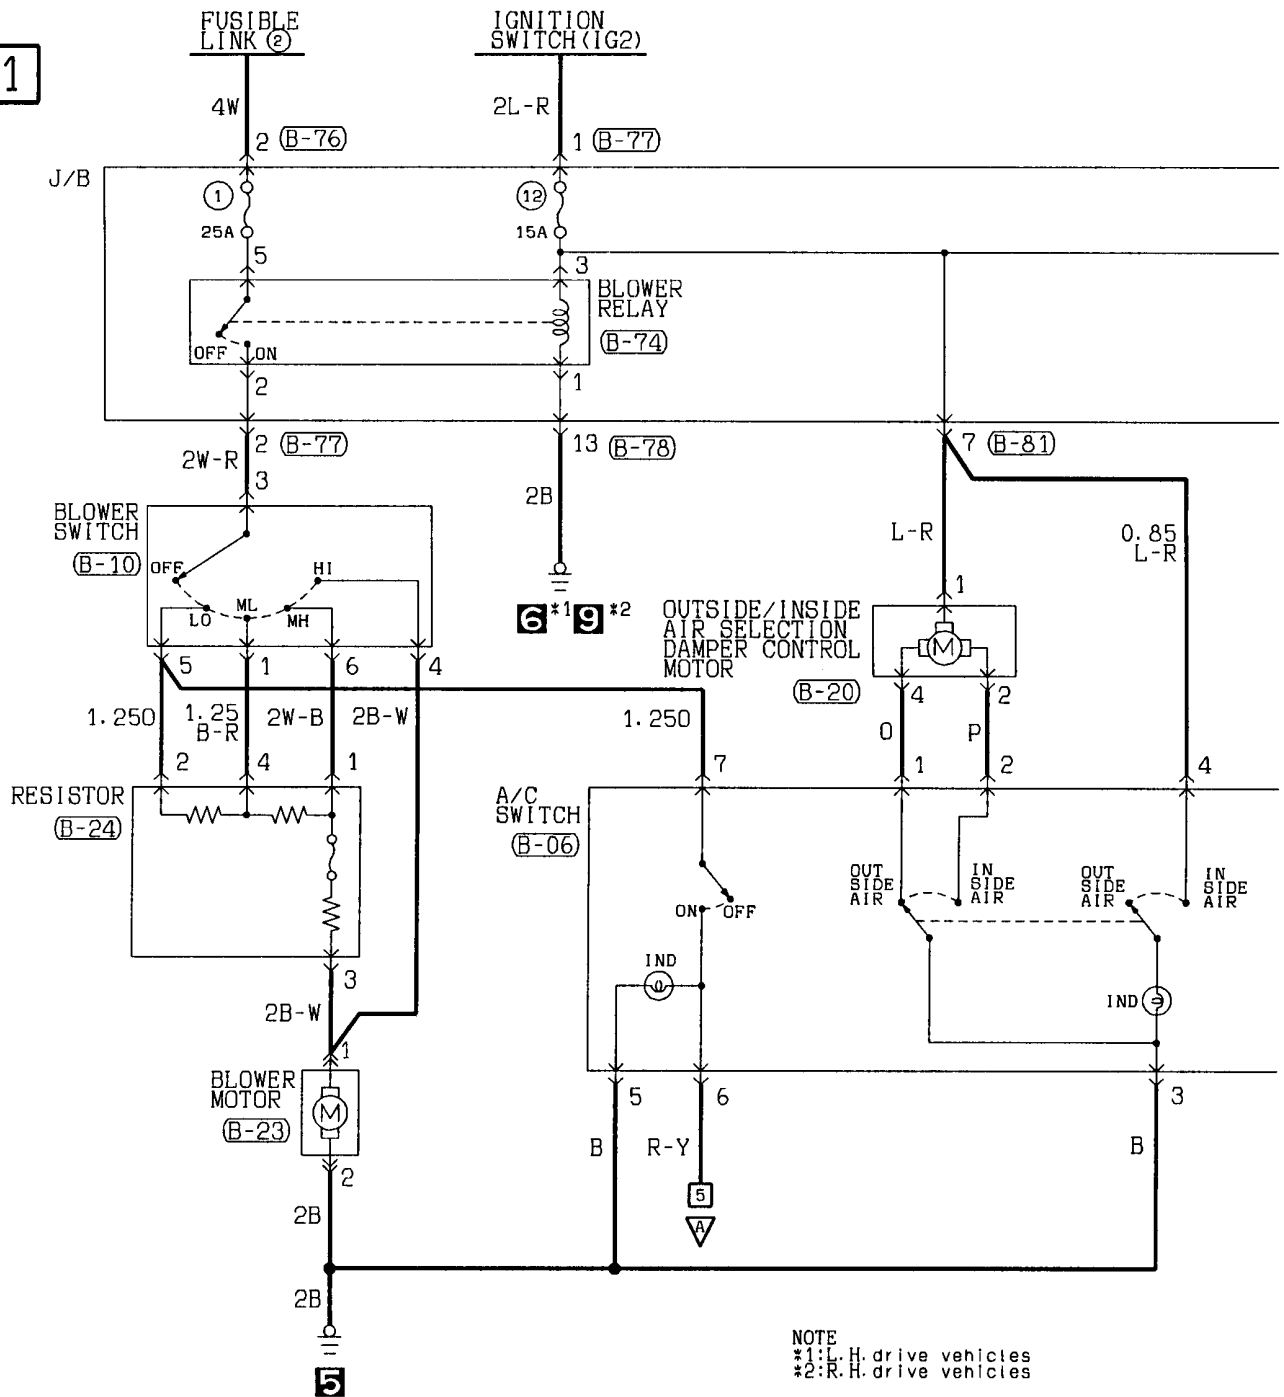 FUSIBLE
LINK ②
IGNITION
SWITCH(IG2)
1
4W
2L-R
2 B-76
1 B-77
J/B
1
12
25A
15A
5
3
BLOWER
RELAY
B-74
OFF
ON
2
1
2 B-77
13 B-78
7 B-81
2W-R
3
2B
BLOWER
SWITCH
B-10
OFF
HI
LO
ML
MH
L-R
0.85
L-R
1
6 *1 9 *2
OUTSIDE/INSIDE
AIR SELECTION
DAMPER CONTROL
MOTOR
B-20
M
5
1
6
4
4
2
1.250
1.25
B-R
2W-B
2B-W
1.250
O
P
2
4
1
7
1
2
4
RESISTOR
B-24
A/C
SWITCH
B-06
OUT
SIDE
AIR
IN
SIDE
AIR
OUT
SIDE
AIR
IN
SIDE
AIR
ON
OFF
IND
IND
3
2B-W
1
BLOWER
MOTOR
B-23
M
2
5
6
3
B
R-Y
B
5
A
2B
2B
5
NOTE
*1:L.H.drive vehicles
*2:R.H.drive vehicles